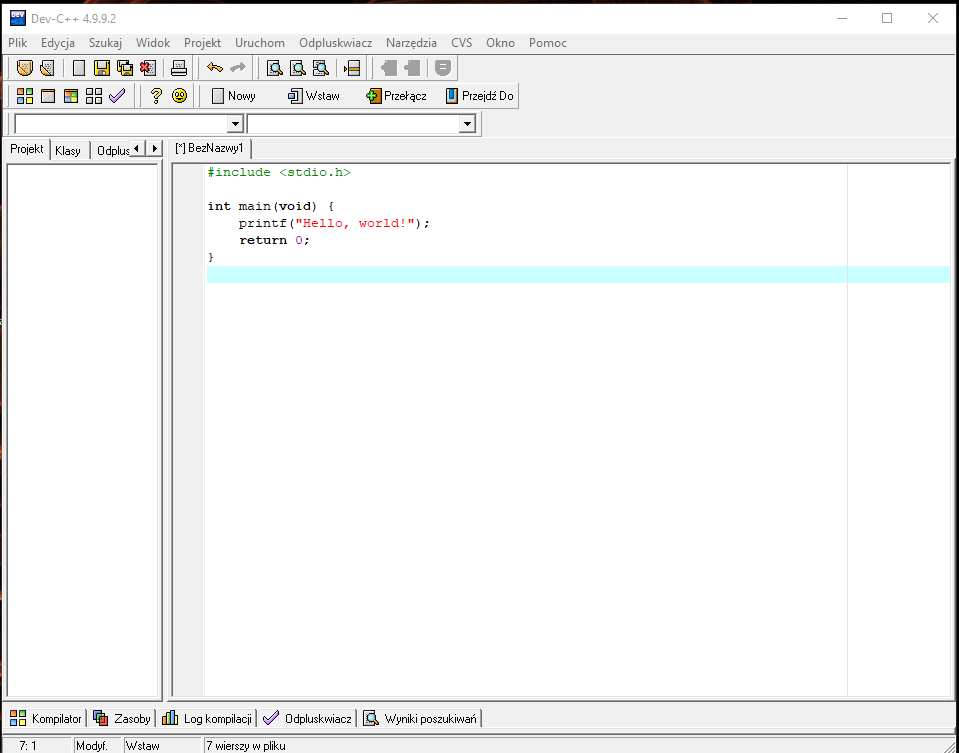 Dev-C++ 4.9.9.2
Plik Edycja Szukaj Widok Projekt Uruchom Odpluskwiacz Narzędzia CVS Okno Pomoc
Nowy Wstaw Przełącz Przejdź Do
Projekt Klasy Odplus [*] BezNazwy1
#include <stdio.h>
int main(void) {
printf("Hello, world!");
return 0;
}
Kompilator Zasoby Log kompilacji Odpluskwiacz Wyniki poszukiwań
7: 1 Modyf. Wstaw 7 wierszy w pliku